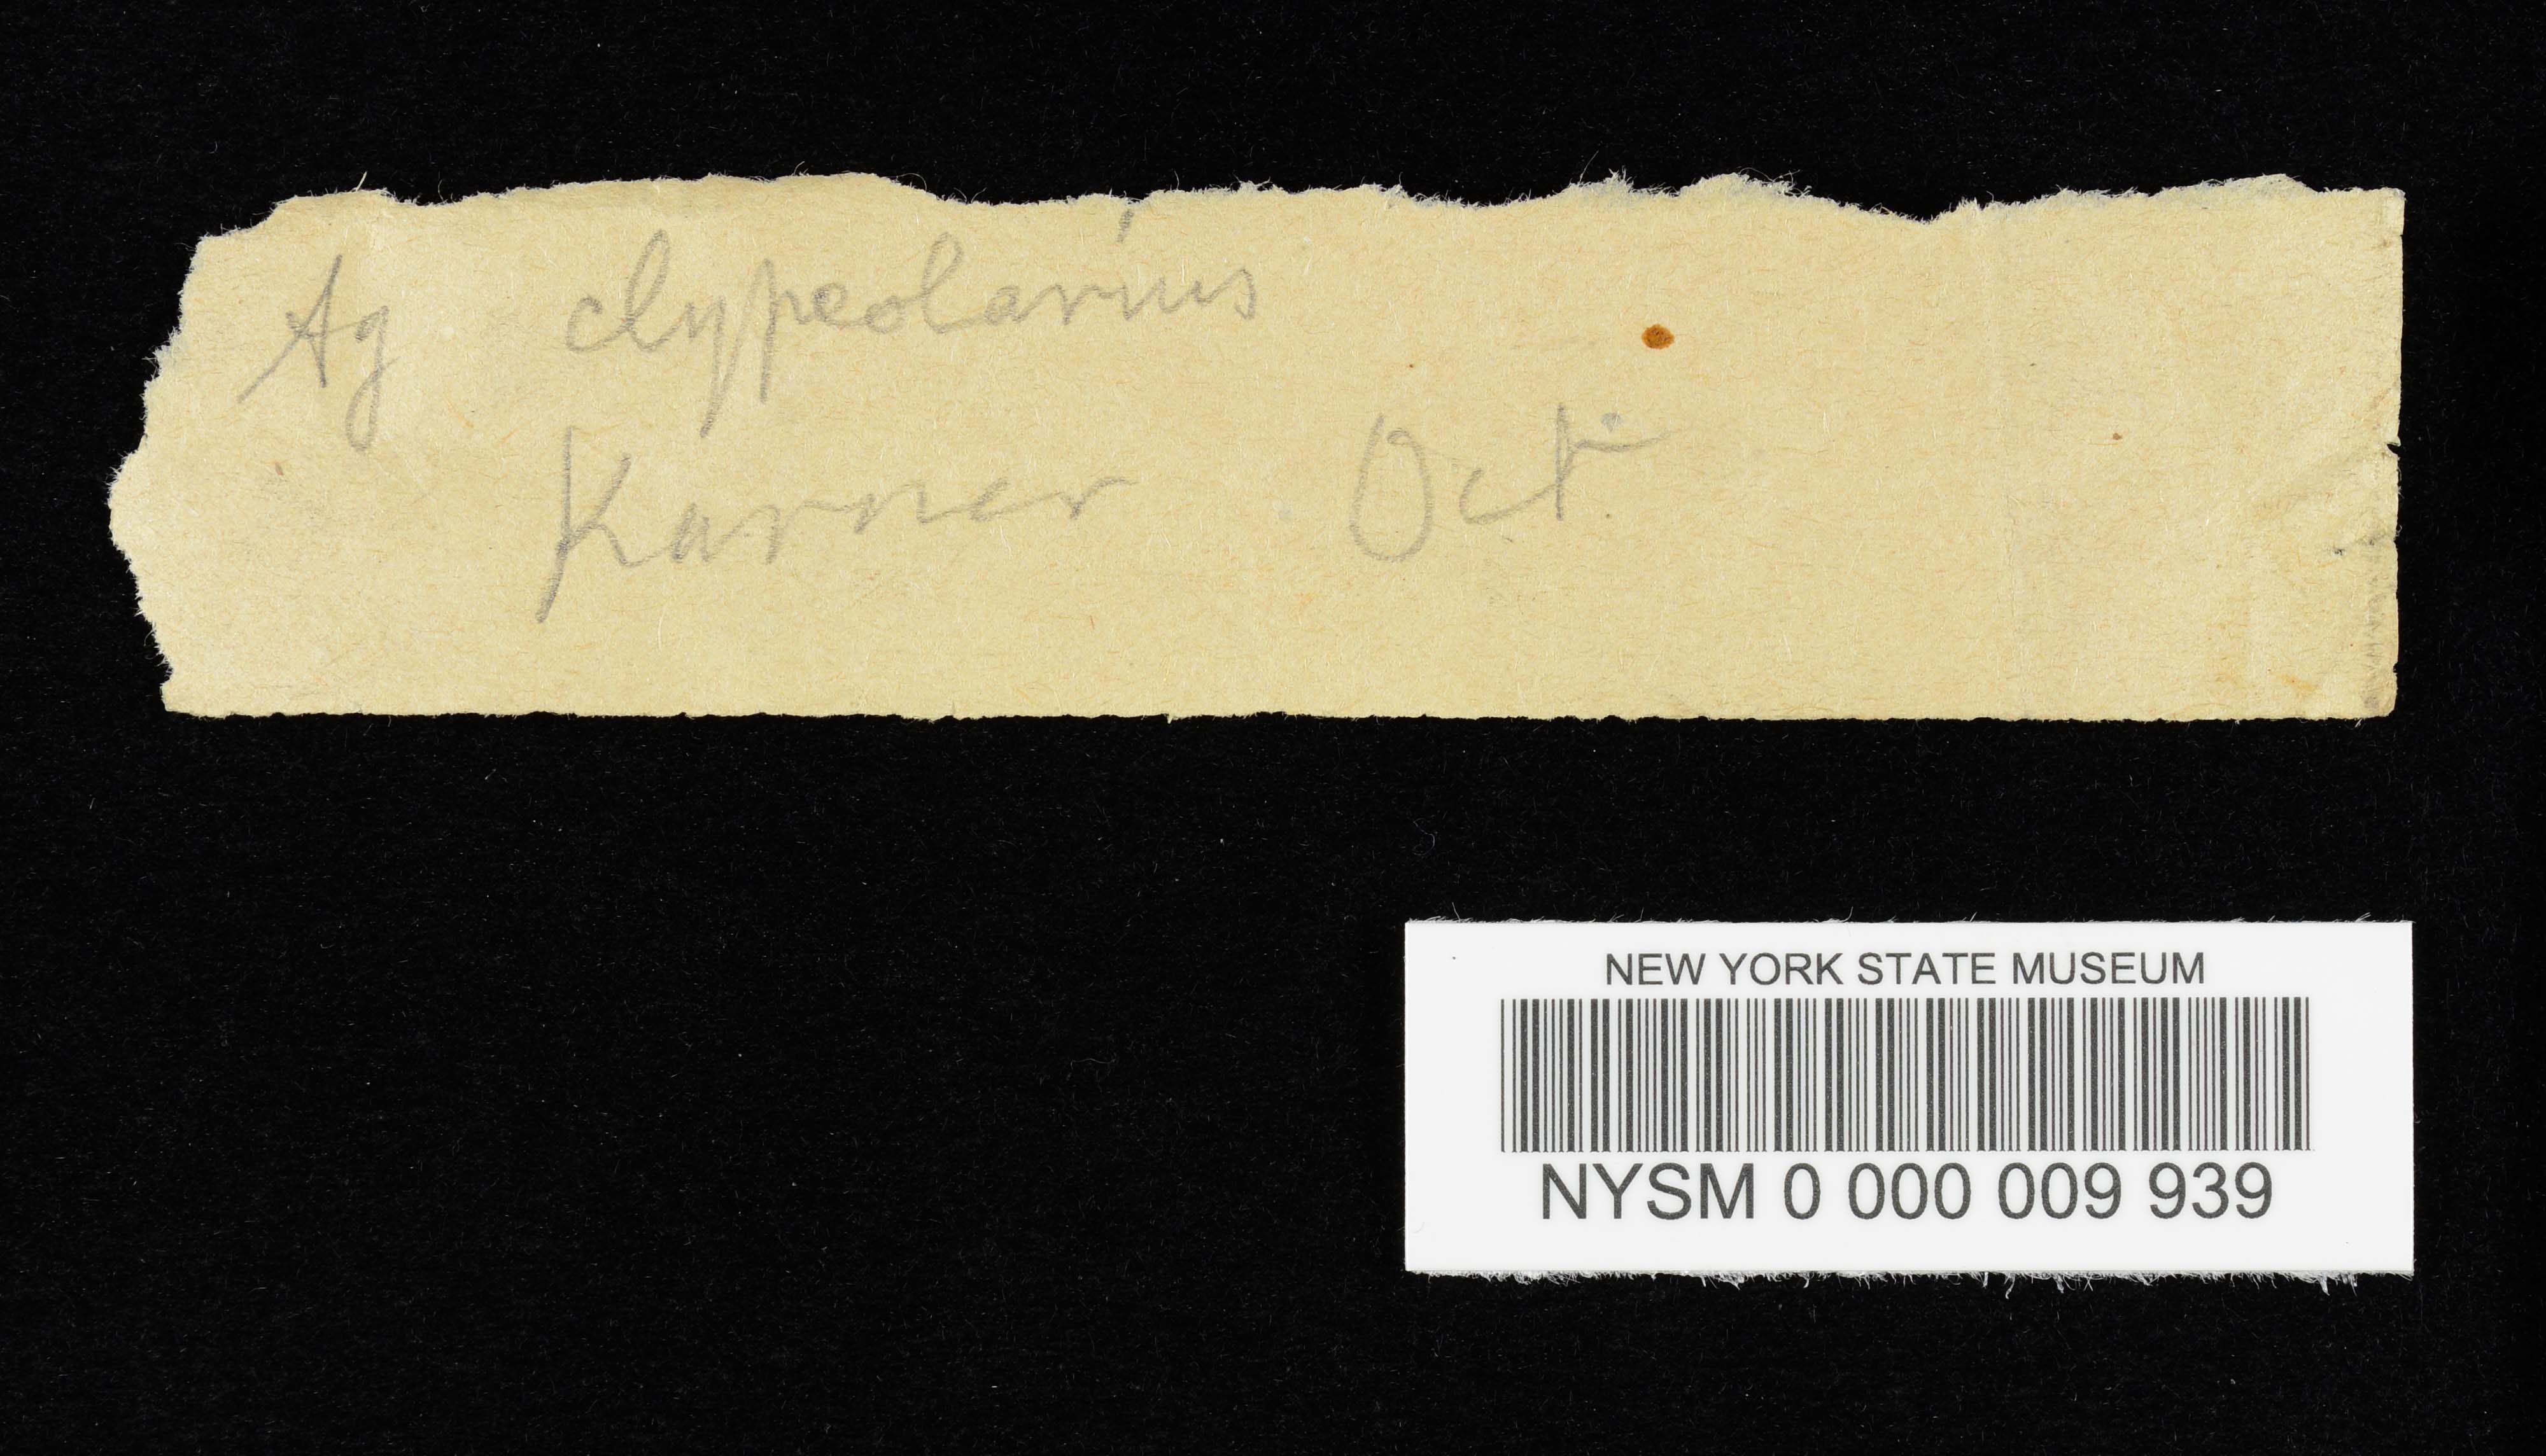 Ag clypeolarius
Karner Oct.
NEW YORK STATE MUSEUM
NYSM 0 000 009 939